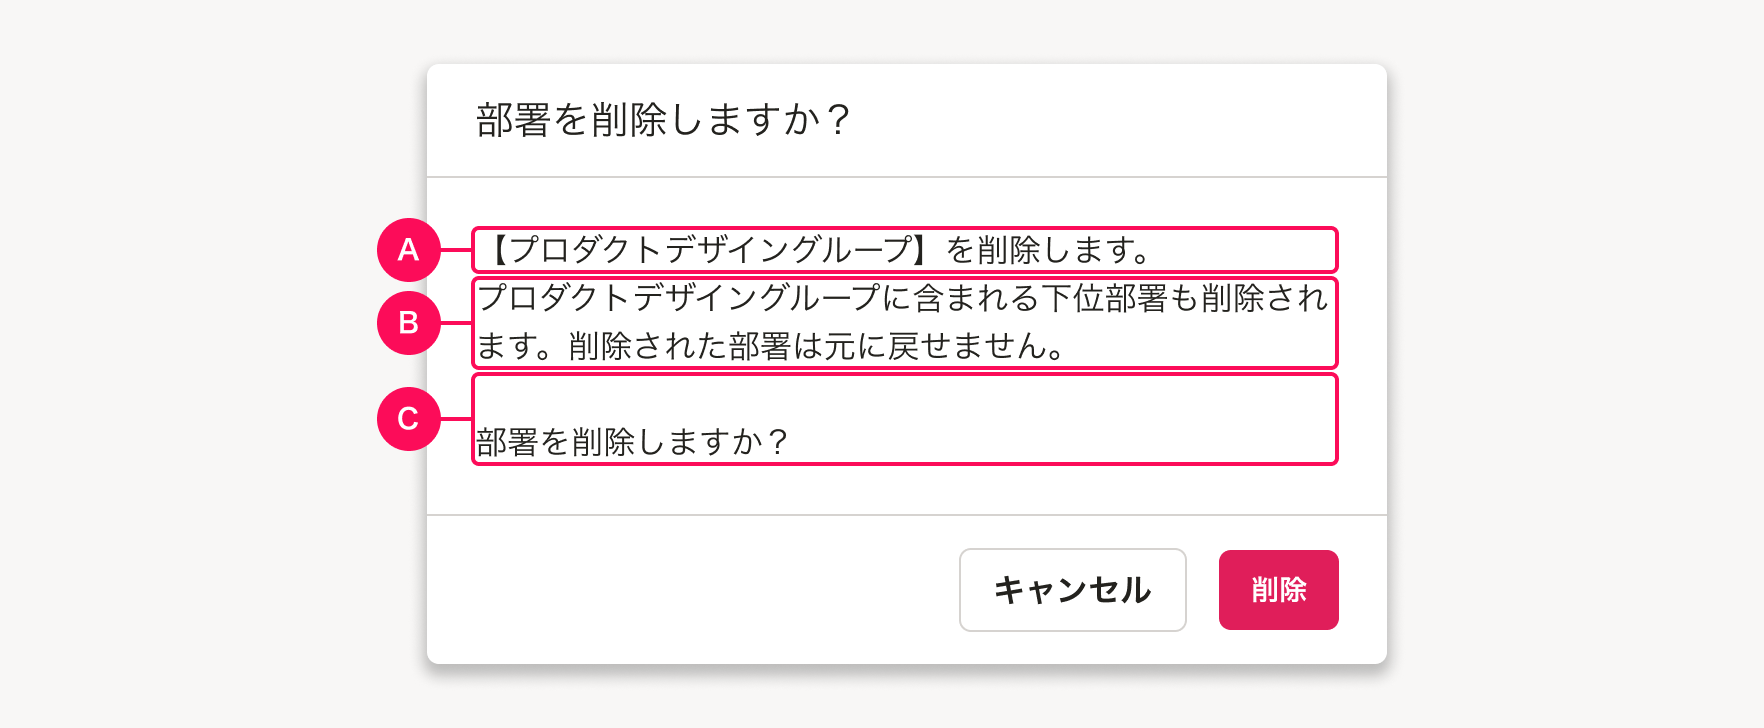 部署を削除しますか？
A
【プロダクトデザイングループ】を削除します。
B
プロダクトデザイングループに含まれる下位部署も削除され
ます。削除された部署は元に戻せません。
C
部署を削除しますか？
キャンセル
削除